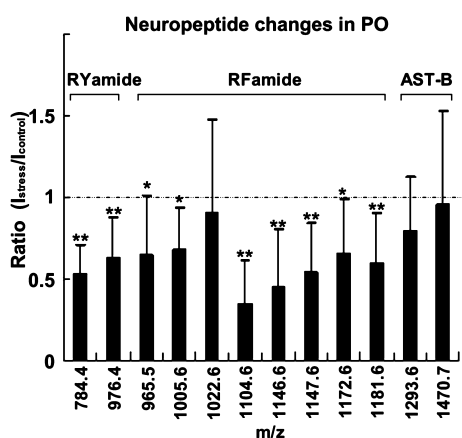 Neuropeptide changes in PO
RYamide RFamide AST-B
Ratio (Istress/Icontrol)
1.5
1
0.5
0
** ** * * ** ** ** * **
784.4 976.4 965.5 1005.6 1022.6 1104.6 1146.6 1147.6 1172.6 1181.6 1293.6 1470.7
m/z